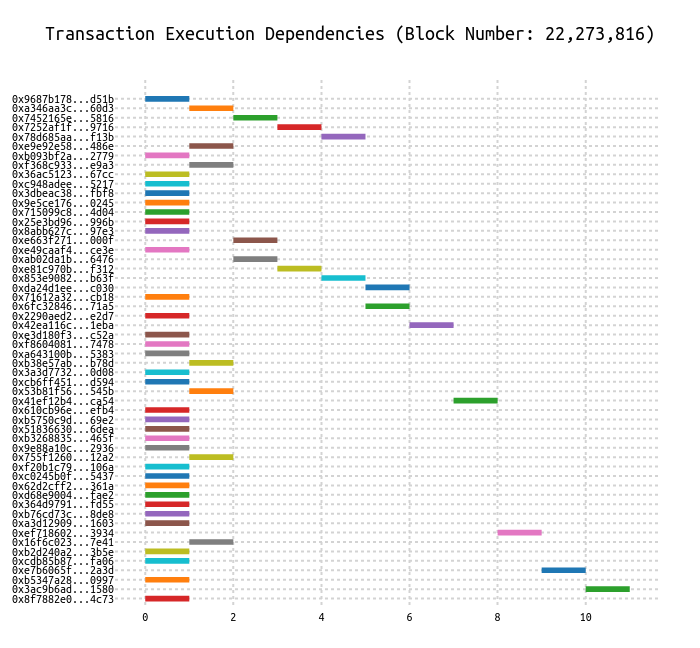 Transaction Execution Dependencies (Block Number: 22,273,816)
0x9687b178...d51b
0xa346aa3c...60d3
0x7452165e...5816
0x7252af1f...9716
0x78d685aa...f13b
0xe9e92e58...486e
0xb093bf2a...2779
0xf368c933...e9a3
0x36ac5123...67cc
0xc948adee...5217
0x3dbeac38...fbf8
0x9e5ce176...0245
0x715099c8...4d04
0x25e3bd96...996b
0x8abb627c...97e3
0xe663f271...000f
0xe49caaf4...ce3e
0xab02da1b...6476
0xe81c970b...f312
0x853e9082...b63f
0xda24d1ee...c030
0x71612a32...cb18
0x6fc32846...71a5
0x2290aed2...e2d7
0x42ea116c...1eba
0xe3d180f3...c52a
0xf8604081...7478
0xa643100b...5383
0xb38e57ab...b78d
0x3a3d7732...0d08
0xcb6ff451...d594
0x53b81f56...545b
0x41ef12b4...ca54
0x610cb96e...efb4
0xb5750c9d...69e2
0x51836630...6dea
0xb3268835...465f
0x9e88a10c...2936
0x755f1260...12a2
0xf20b1c79...106a
0xc0245b0f...5437
0x62d2cff2...361a
0xd68e9004...fae2
0x364d9791...fd55
0xb76cd73c...8de8
0xa3d12909...1603
0xef718602...3934
0x16f6c023...7e41
0xb2d240a2...3b5e
0xcdb85b87...fa06
0xe7b6065f...2a3d
0xb5347a28...0997
0x3ac9b6ad...1580
0x8f7882e0...4c73
0 2 4 6 8 10